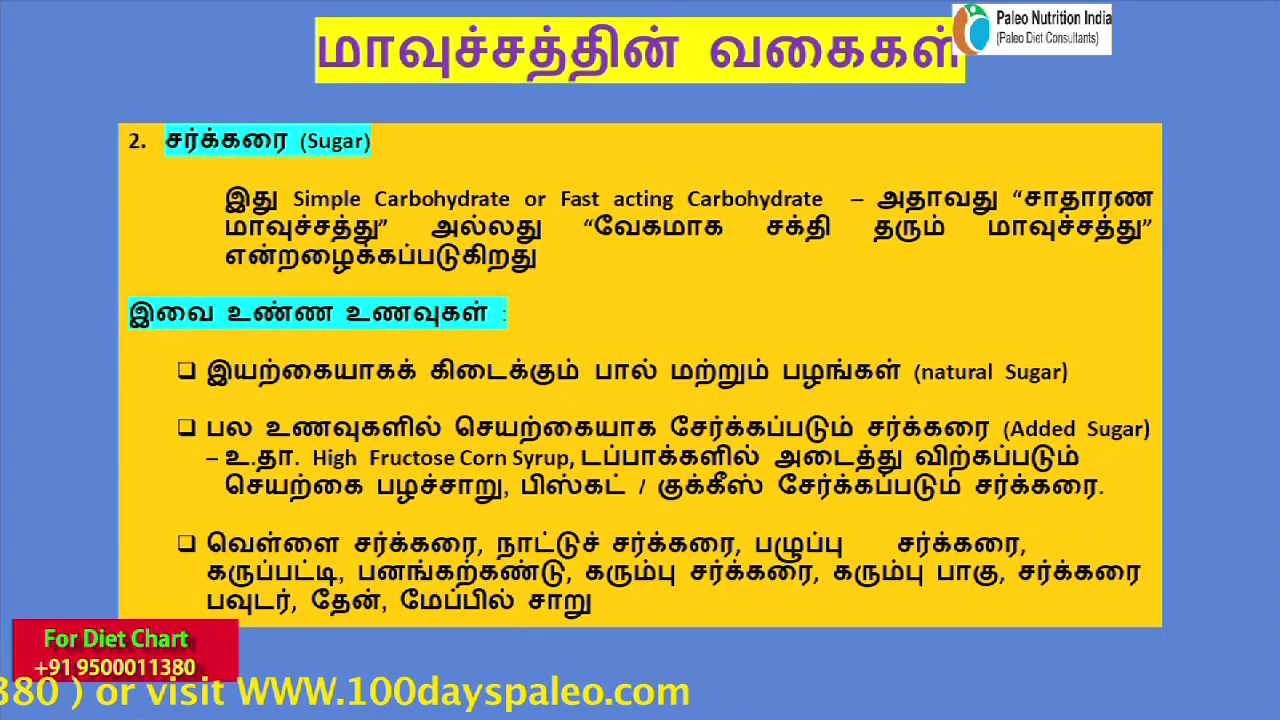 Paleo Nutrition India
(Paleo Diet Consultants)
மாவுச்சத்தின் வகைகள்
2. சர்க்கரை (Sugar)
இது Simple Carbohydrate or Fast acting Carbohydrate – அதாவது “சாதாரண
மாவுச்சத்து” அல்லது “வேகமாக சக்தி தரும் மாவுச்சத்து”
என்றழைக்கப்படுகிறது
இவை உண்ண உணவுகள் :
❑ இயற்கையாகக் கிடைக்கும் பால் மற்றும் பழங்கள் (natural Sugar)
❑ பல உணவுகளில் செயற்கையாக சேர்க்கப்படும் சர்க்கரை (Added Sugar)
– உ.தா. High Fructose Corn Syrup, டப்பாக்களில் அடைத்து விற்கப்படும்
செயற்கை பழச்சாறு, பிஸ்கட் / குக்கீஸ் சேர்க்கப்படும் சர்க்கரை.
❑ வெள்ளை சர்க்கரை, நாட்டுச் சர்க்கரை, பழுப்பு சர்க்கரை,
கருப்பட்டி, பனங்கற்கண்டு, கரும்பு சர்க்கரை, கரும்பு பாகு, சர்க்கரை
பவுடர், தேன், மேப்பில் சாறு
For Diet Chart
+91 9500011380
380 ) or visit WWW.100dayspaleo.com